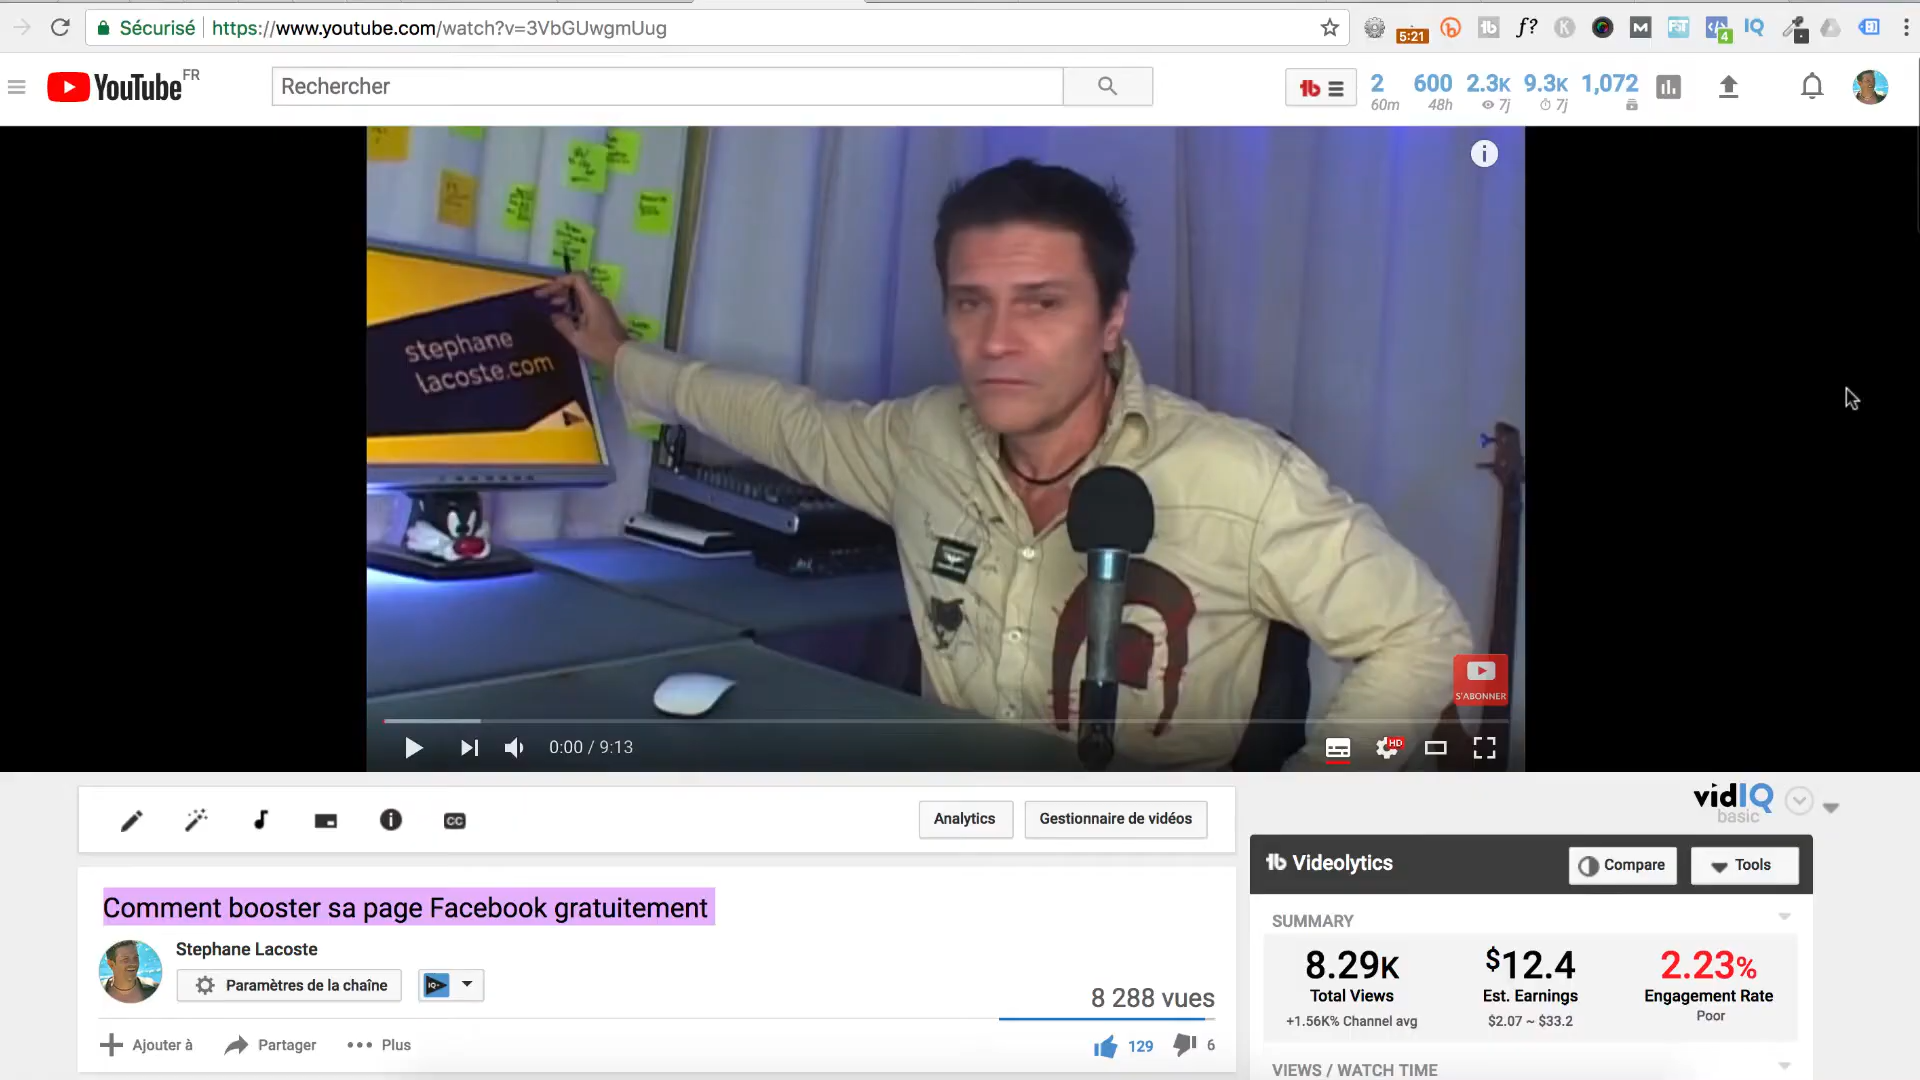 Sécurisé https://www.youtube.com/watch?v=3VbGUwgmUug
5:21
f?
M
4
IQ
YouTube FR
Rechercher
2 600 2.3K 9.3K 1,072
60m 48h 7j 7j
stephane
lacoste.com
S'ABONNER
0:00 / 9:13
HD
CC
Analytics
Gestionnaire de vidéos
vidIQ
basic
Videolytics
Compare
Tools
Comment booster sa page Facebook gratuitement
Stephane Lacoste
Paramètres de la chaîne
8 288 vues
Ajouter à
Partager
Plus
129
6
SUMMARY
8.29K $12.4 2.23%
Total Views Est. Earnings Engagement Rate
+1.56K% Channel avg $2.07 ~ $33.2 Poor
VIEWS / WATCH TIME